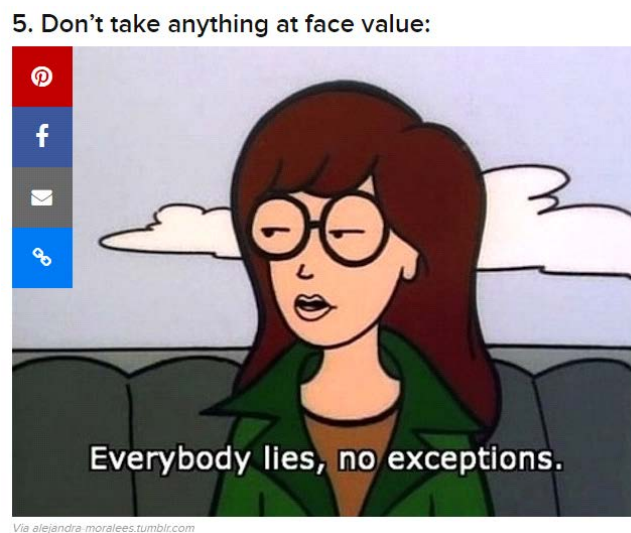 5. Don’t take anything at face value:
Everybody lies, no exceptions.
Via alejandra-moralees.tumblr.com